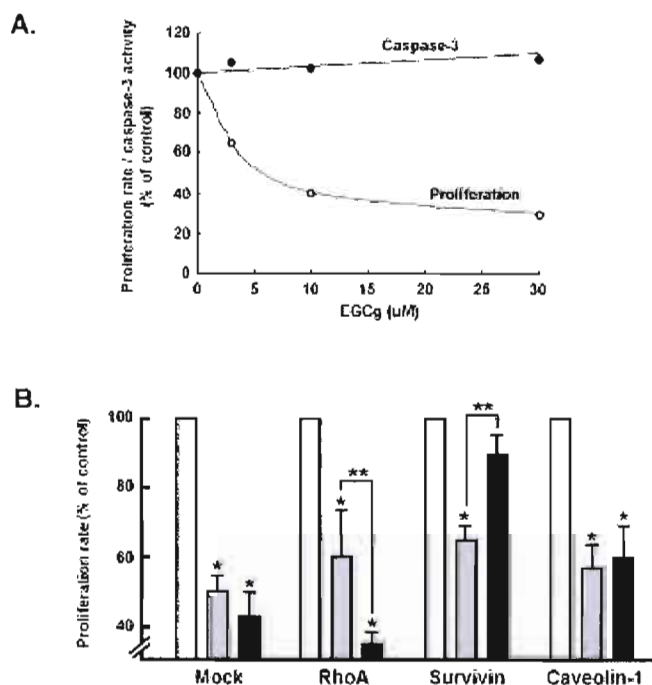 A.
Proliferation rate / caspase-3 activity
(% of control)
120
100
80
60
40
20
0
Caspase-3
Proliferation
0 5 10 15 20 25 30
EGCg (uM)
B.
Proliferation rate (% of control)
100
80
60
40
* *
* ** *
* **
* *
Mock RhoA Survivin Caveolin-1